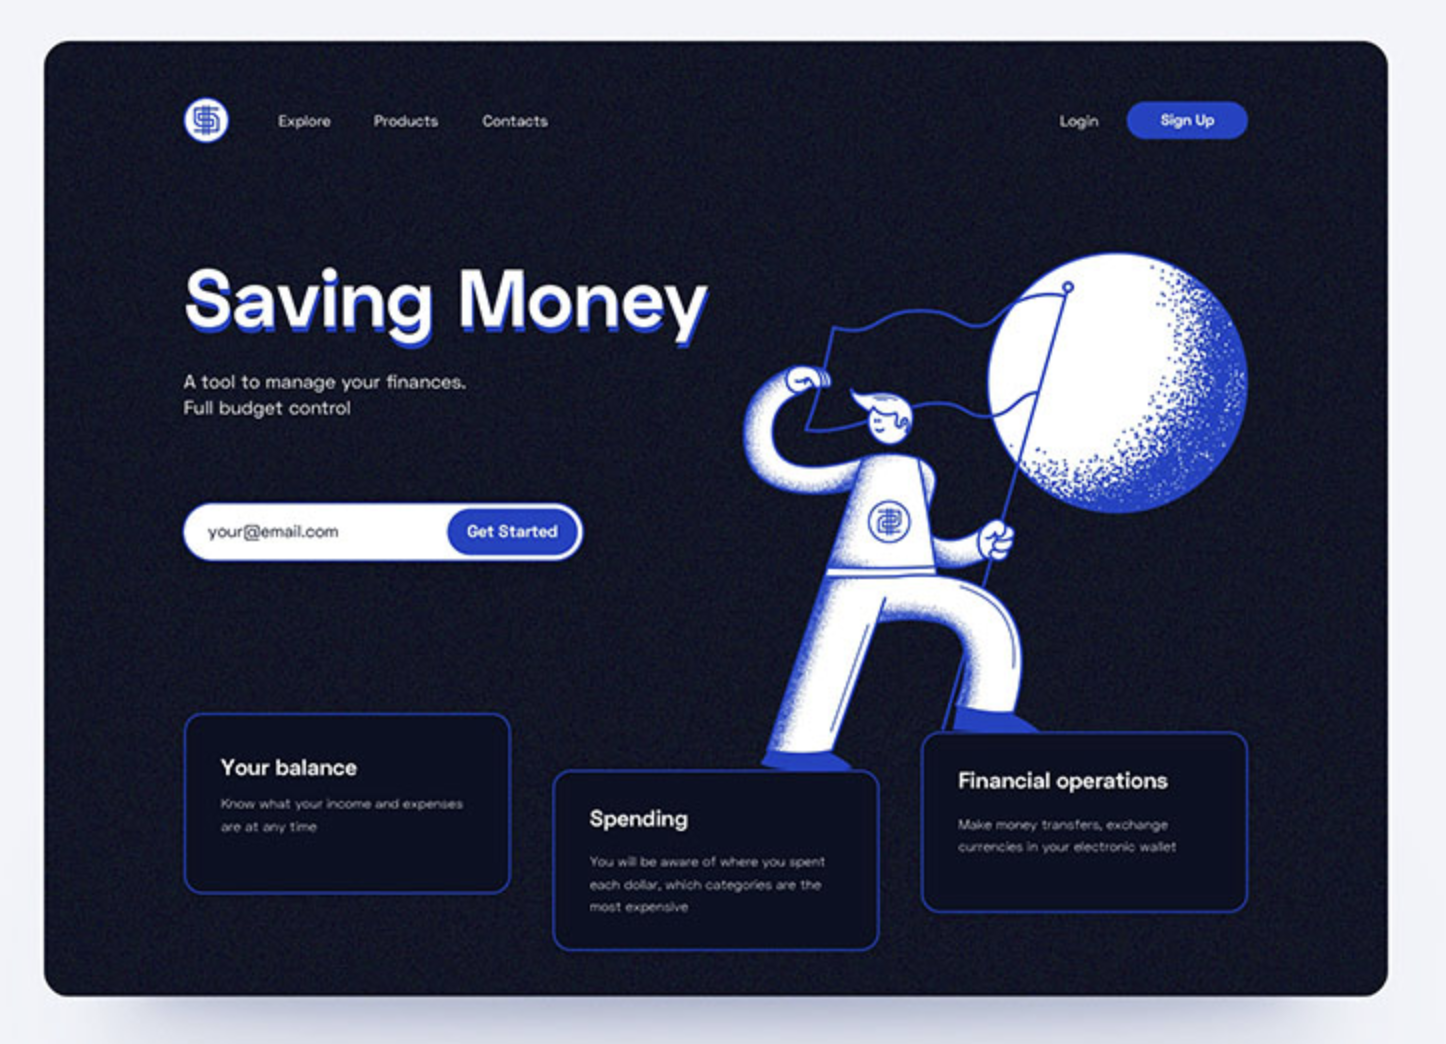 Explore
Products
Contacts
Login
Sign Up
Saving Money
A tool to manage your finances.
Full budget control
your@email.com
Get Started
Your balance
Know what your income and expenses
are at any time
Spending
You will be aware of where you spent
each dollar, which categories are the
most expensive
Financial operations
Make money transfers, exchange
currencies in your electronic wallet